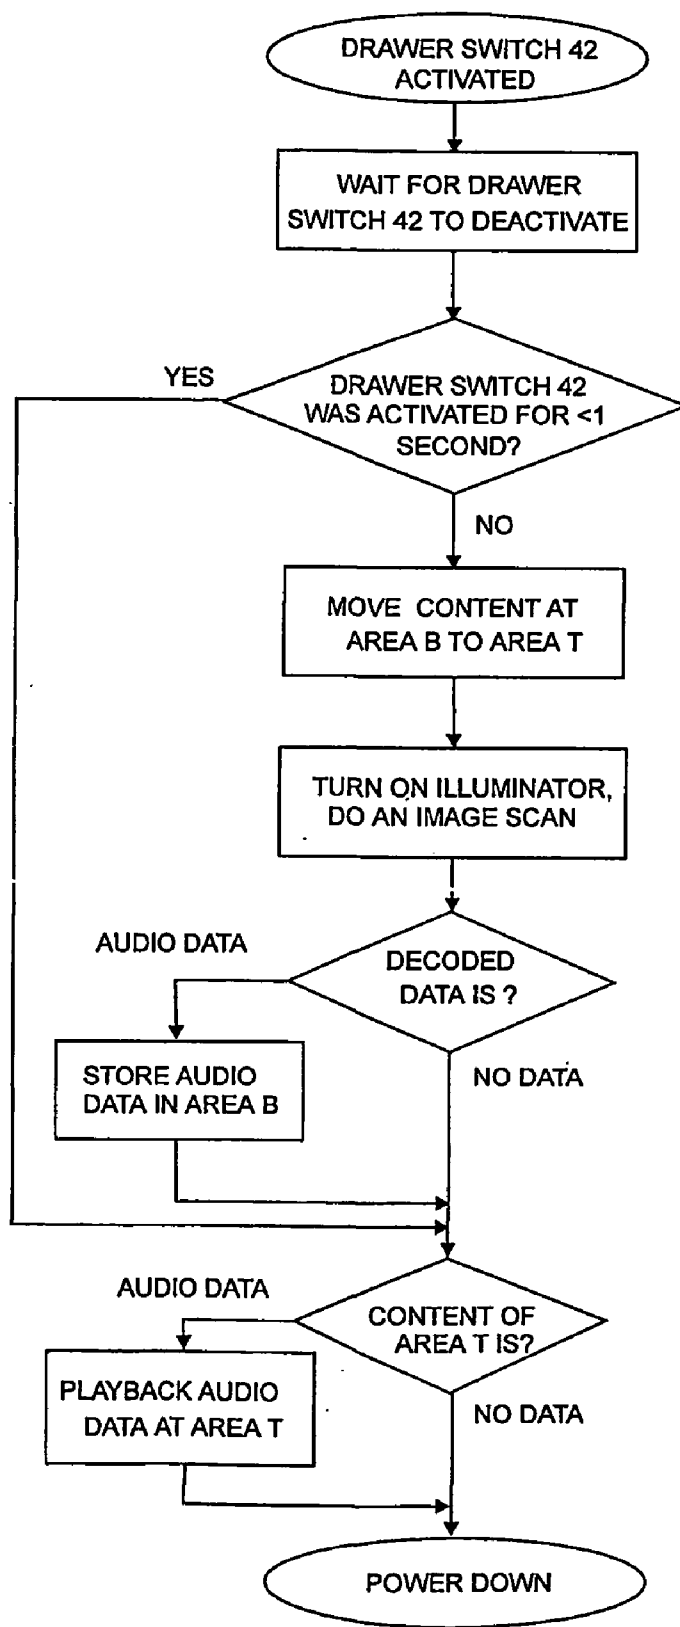 DRAWER SWITCH 42
ACTIVATED
WAIT FOR DRAWER
SWITCH 42 TO DEACTIVATE
YES
DRAWER SWITCH 42
WAS ACTIVATED FOR <1
SECOND?
NO
MOVE CONTENT AT
AREA B TO AREA T
TURN ON ILLUMINATOR,
DO AN IMAGE SCAN
AUDIO DATA
DECODED
DATA IS ?
STORE AUDIO
DATA IN AREA B
NO DATA
AUDIO DATA
CONTENT OF
AREA T IS?
PLAYBACK AUDIO
DATA AT AREA T
NO DATA
POWER DOWN